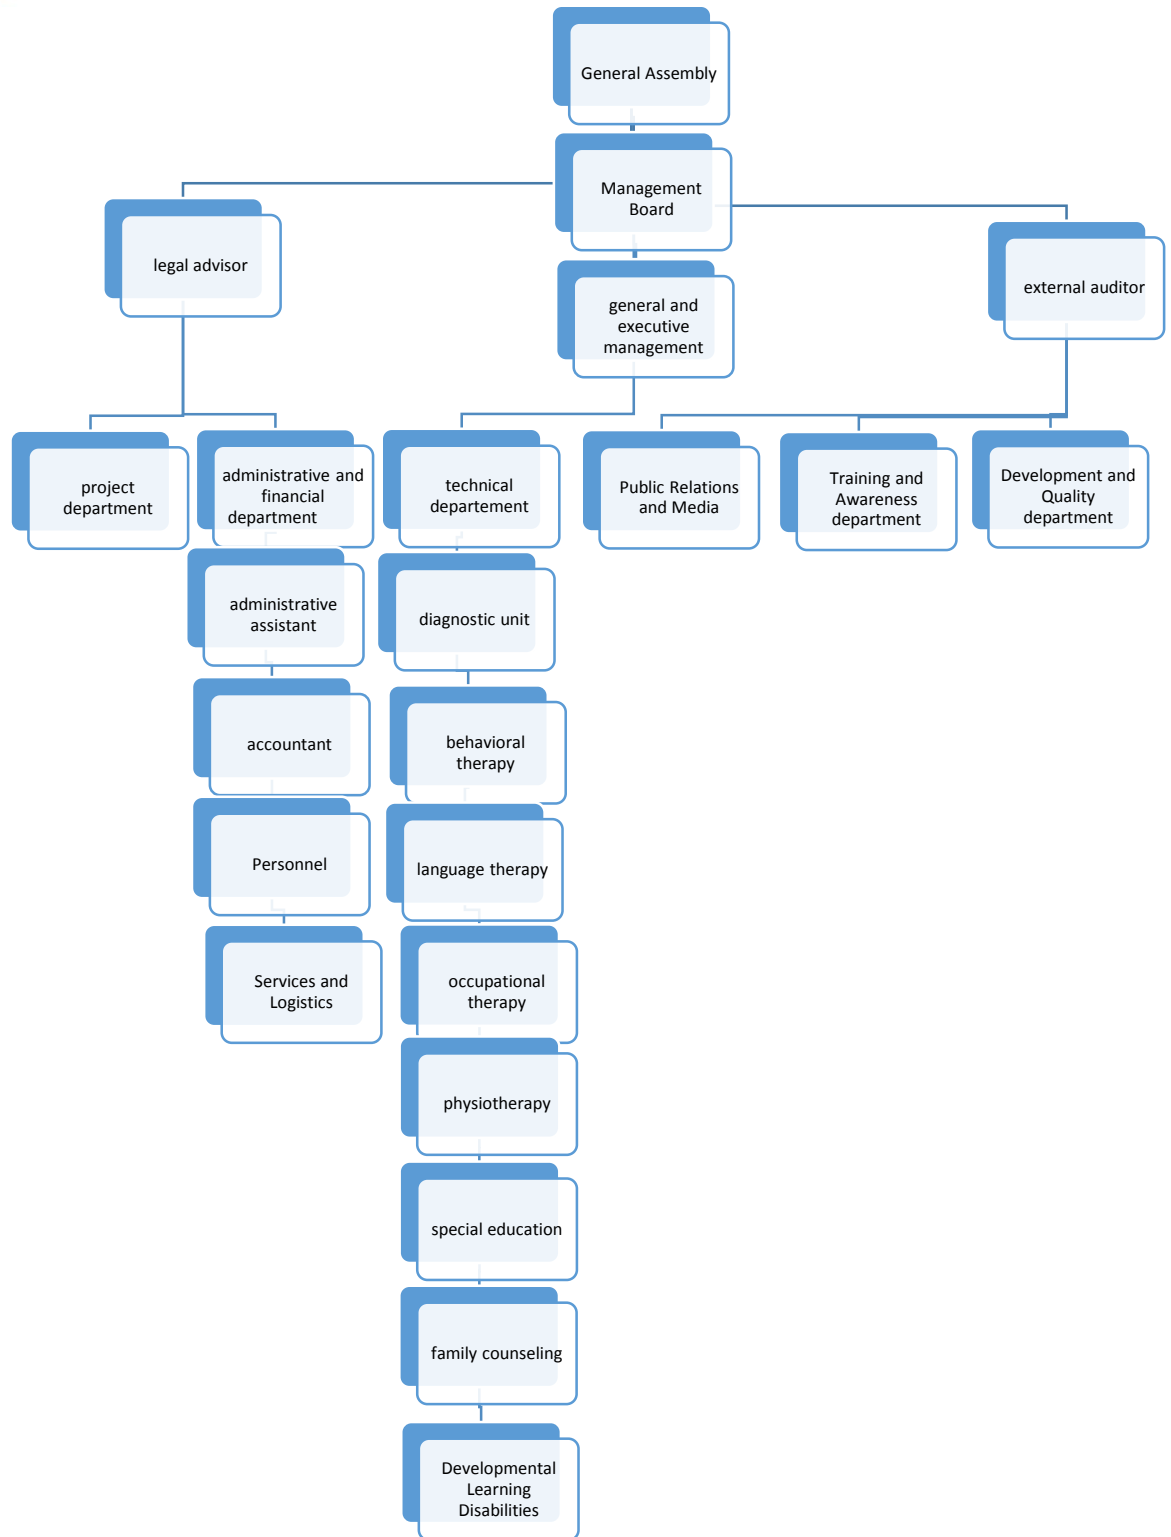 General Assembly
Management
Board
legal advisor
external auditor
general and
executive
management
project
department
administrative and
financial
department
technical
departement
Public Relations
and Media
Training and
Awareness
department
Development and
Quality
department
administrative
assistant
diagnostic unit
accountant
behavioral
therapy
Personnel
language therapy
Services and
Logistics
occupational
therapy
physiotherapy
special education
family counseling
Developmental
Learning
Disabilities